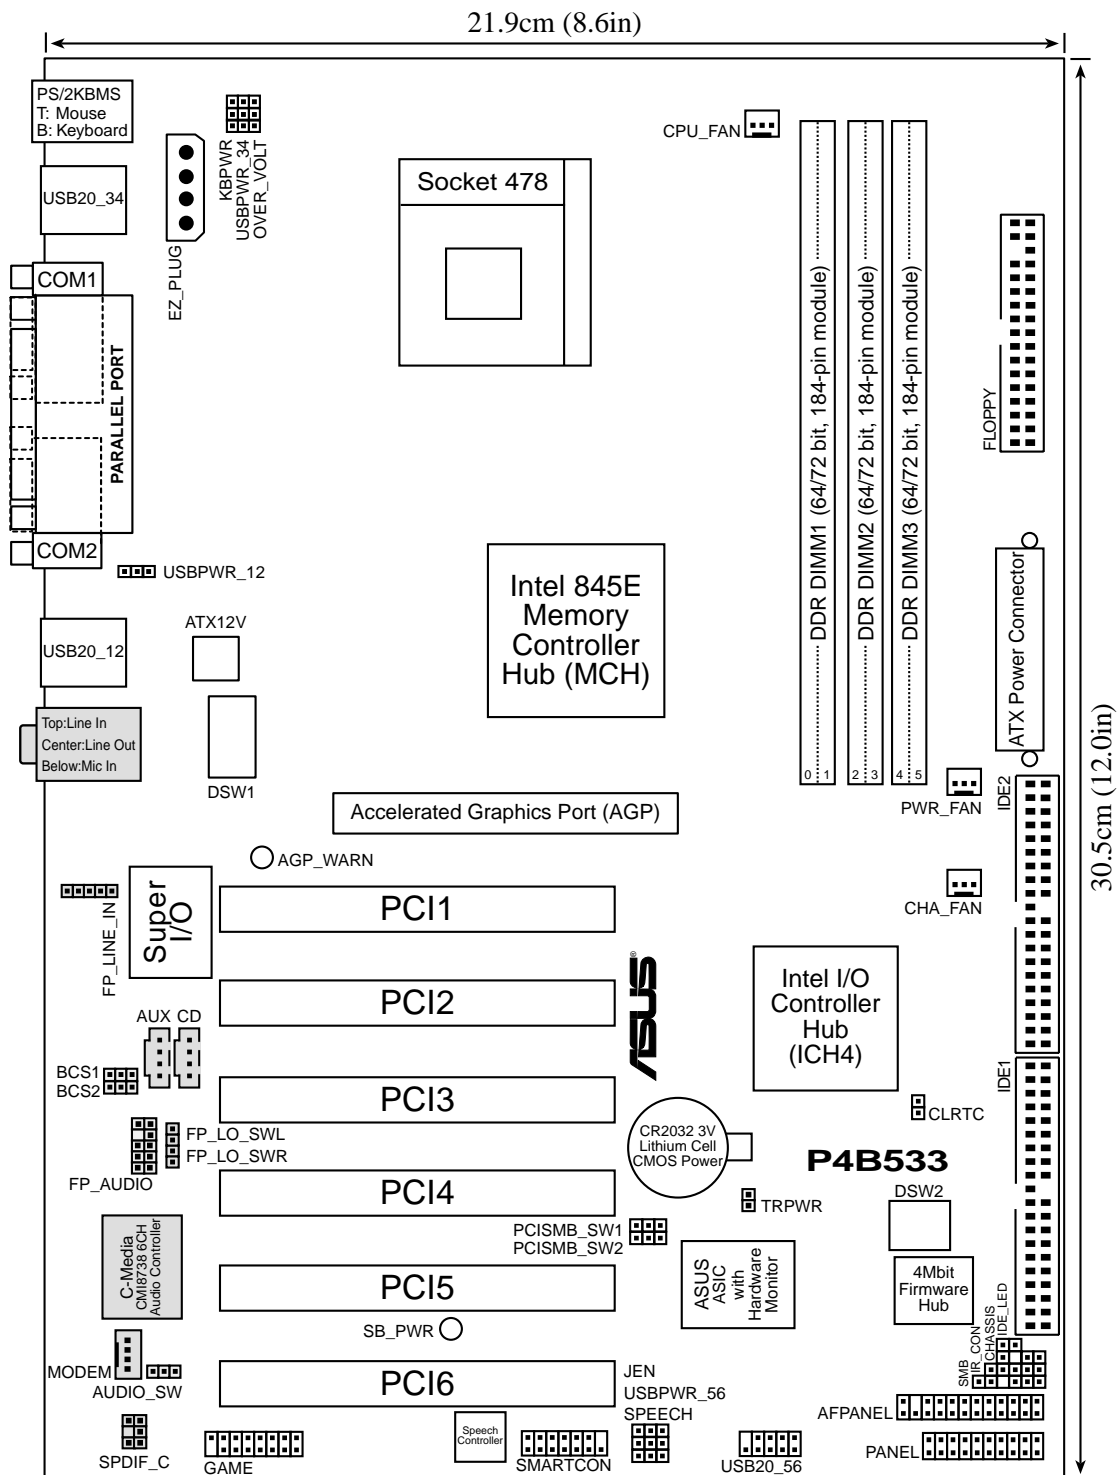 21.9cm (8.6in)
PS/2KBMS
T: Mouse
B: Keyboard
USB20_34
EZ_PLUG
KBPWR
USBPWR_34
OVER_VOLT
CPU_FAN
Socket 478
COM1
PARALLEL PORT
COM2
USBPWR_12
FLOPPY
DDR DIMM1 (64/72 bit, 184-pin module)
DDR DIMM2 (64/72 bit, 184-pin module)
DDR DIMM3 (64/72 bit, 184-pin module)
0 1
2 3
4 5
Intel 845E
Memory
Controller
Hub (MCH)
ATX Power Connector
USB20_12
ATX12V
Top:Line In
Center:Line Out
Below:Mic In
DSW1
30.5cm (12.0in)
Accelerated Graphics Port (AGP)
PWR_FAN
IDE2
AGP_WARN
Super
I/O
FP_LINE_IN
PCI1
CHA_FAN
PCI2
ASUS®
Intel I/O
Controller
Hub
(ICH4)
AUX CD
BCS1
BCS2
PCI3
IDE1
CLRTC
CR2032 3V
Lithium Cell
CMOS Power
FP_LO_SWL
FP_LO_SWR
FP_AUDIO
P4B533
PCI4
TRPWR
DSW2
PCISMB_SW1
PCISMB_SW2
C-Media
CMI8738 6CH
Audio Controller
PCI5
ASUS
ASIC
with
Hardware
Monitor
4Mbit
Firmware
Hub
SB_PWR
SMB
IR_CON
CHASSIS
IDE_LED
MODEM
AUDIO_SW
PCI6
JEN
USBPWR_56
SPEECH
AFPANEL
SPDIF_C
GAME
Speech
Controller
SMARTCON
USB20_56
PANEL